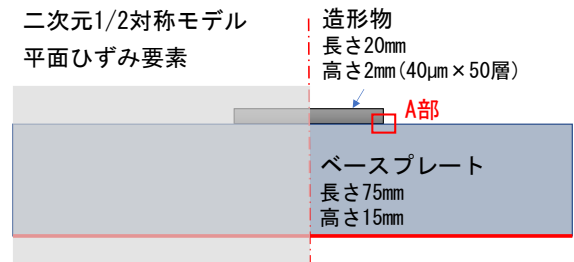 二次元1/2対称モデル
平面ひずみ要素
造形物
長さ20mm
高さ2mm(40μm×50層)
A部
ベースプレート
長さ75mm
高さ15mm